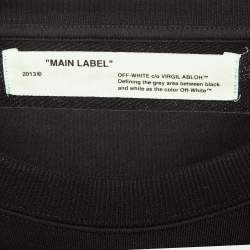 "MAIN LABEL"
2013®
OFF-WHITE c/o VIRGIL ABLOH™
Defining the grey area between black
and white as the color Off-White™